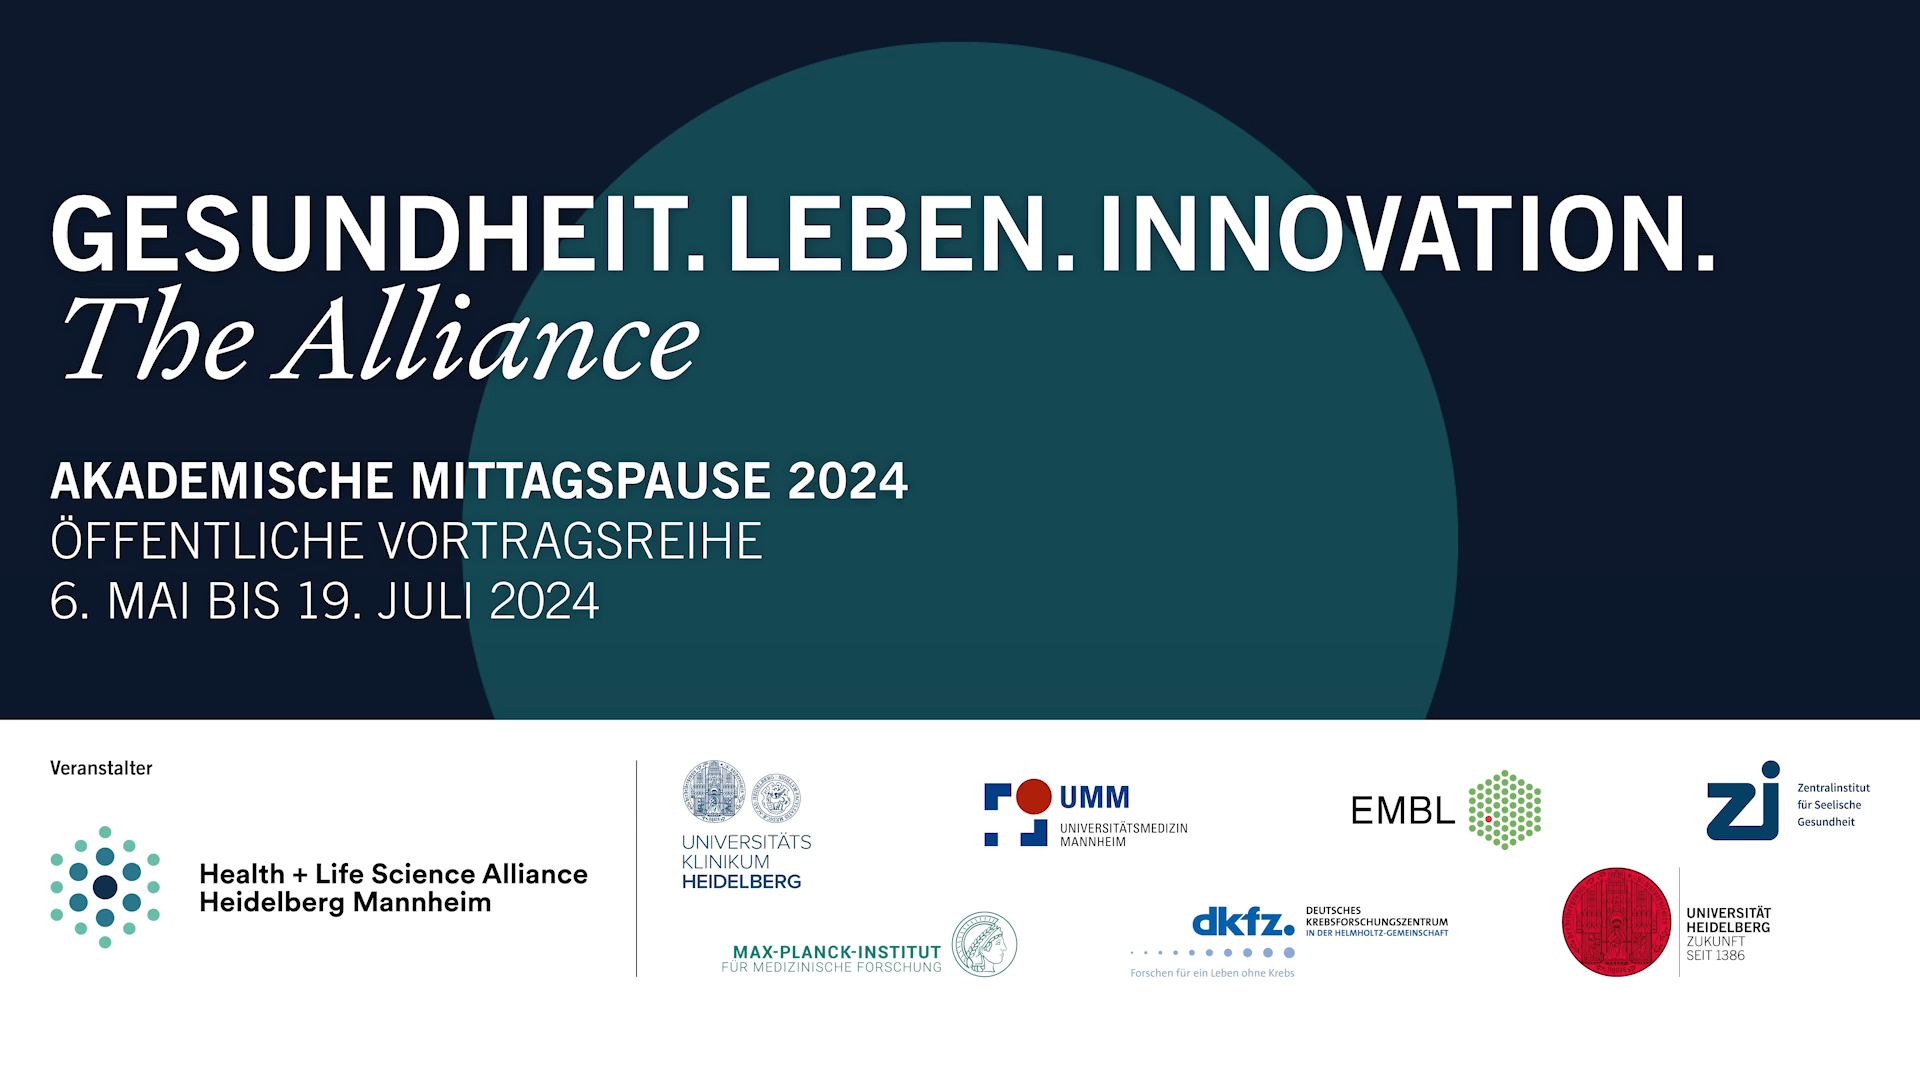 GESUNDHEIT. LEBEN. INNOVATION.
The Alliance
AKADEMISCHE MITTAGSPAUSE 2024
ÖFFENTLICHE VORTRAGSREIHE
6. MAI BIS 19. JULI 2024
Veranstalter
Health + Life Science Alliance
Heidelberg Mannheim
UNIVERSITÄTS
KLINIKUM
HEIDELBERG
UMM
UNIVERSITÄTSMEDIZIN
MANNHEIM
EMBL
zi
Zentralinstitut
für Seelische
Gesundheit
MAX-PLANCK-INSTITUT
FÜR MEDIZINISCHE FORSCHUNG
dkfz.
DEUTSCHES
KREBSFORSCHUNGSZENTRUM
IN DER HELMHOLTZ-GEMEINSCHAFT
Forschen für ein Leben ohne Krebs
UNIVERSITÄT
HEIDELBERG
ZUKUNFT
SEIT 1386